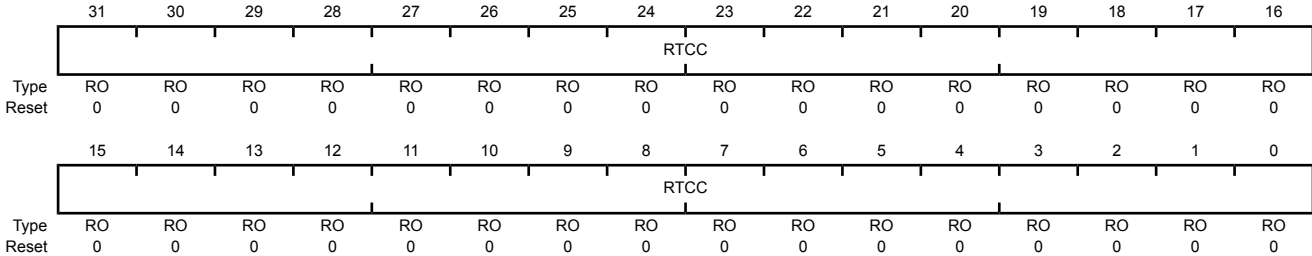 31 30 29 28 27 26 25 24 23 22 21 20 19 18 17 16
RTCC
Type RO RO RO RO RO RO RO RO RO RO RO RO RO RO RO RO
Reset 0 0 0 0 0 0 0 0 0 0 0 0 0 0 0 0
15 14 13 12 11 10 9 8 7 6 5 4 3 2 1 0
RTCC
Type RO RO RO RO RO RO RO RO RO RO RO RO RO RO RO RO
Reset 0 0 0 0 0 0 0 0 0 0 0 0 0 0 0 0